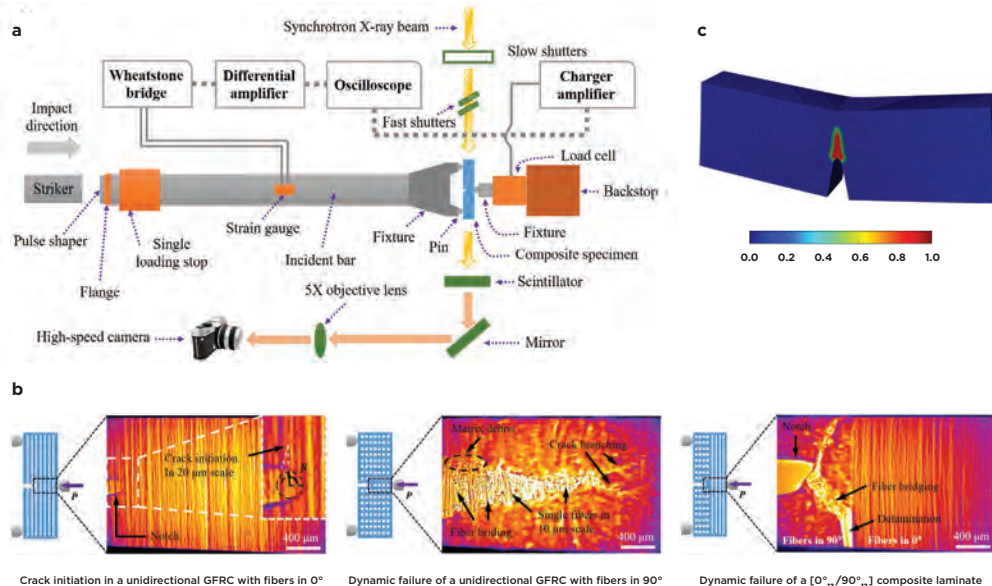 a
Synchrotron X-ray beam
Slow shutters
Wheatstone
bridge
Differential
amplifier
Oscilloscope
Charger
amplifier
Fast shutters
Impact
direction
Load cell
Striker
Backstop
Pulse shaper
Strain gauge
Fixture
Fixture
Single
loading stop
Incident bar
Pin
Composite specimen
Flange
Scintillator
5X objective lens
High-speed camera
Mirror
c
0.0 0.2 0.4 0.6 0.8 1.0
b
P
Crack initiation
In 20 μm scale
Notch
400 μm
Crack initiation in a unidirectional GFRC with fibers in 0°
P
Matrix debris
Crack branching
Fiber briding
Single fibers in
10 μm scale
400 μm
Dynamic failure of a unidirectional GFRC with fibers in 90°
P
Notch
Fiber bridging
Delamination
400 μm
Fibers in 90°
Fibers in 0°
Dynamic failure of a [0° /90° ] composite laminate